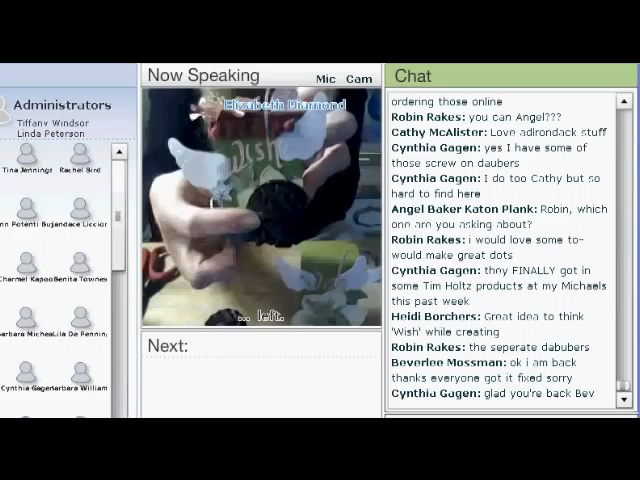 Now Speaking
Mic Cam
Chat
Administrators
Tiffany Windsor
Linda Peterson
Tina Jennings
Rachel Bird
Cynthia Gagen
Elizabeth Diamond
Wish
... left.
Next:
ordering those online
Robin Rakes: you can Angel???
Cathy McAlister: Love adirondack stuff
Cynthia Gagen: yes I have some of
those screw on daubers
Cynthia Gagen: I do too Cathy but so
hard to find here
Angel Baker Katon Plank: Robin, which
one are you asking about?
Robin Rakes: i would love some to-
would make great dots
Cynthia Gagen: they FINALLY got in
some Tim Holtz products at my Michaels
this past week
Heidi Borchers: Great idea to think
'Wish' while creating
Robin Rakes: the seperate dabubers
Beverlee Mossman: ok i am back
thanks everyone got it fixed sorry
Cynthia Gagen: glad you're back Bev